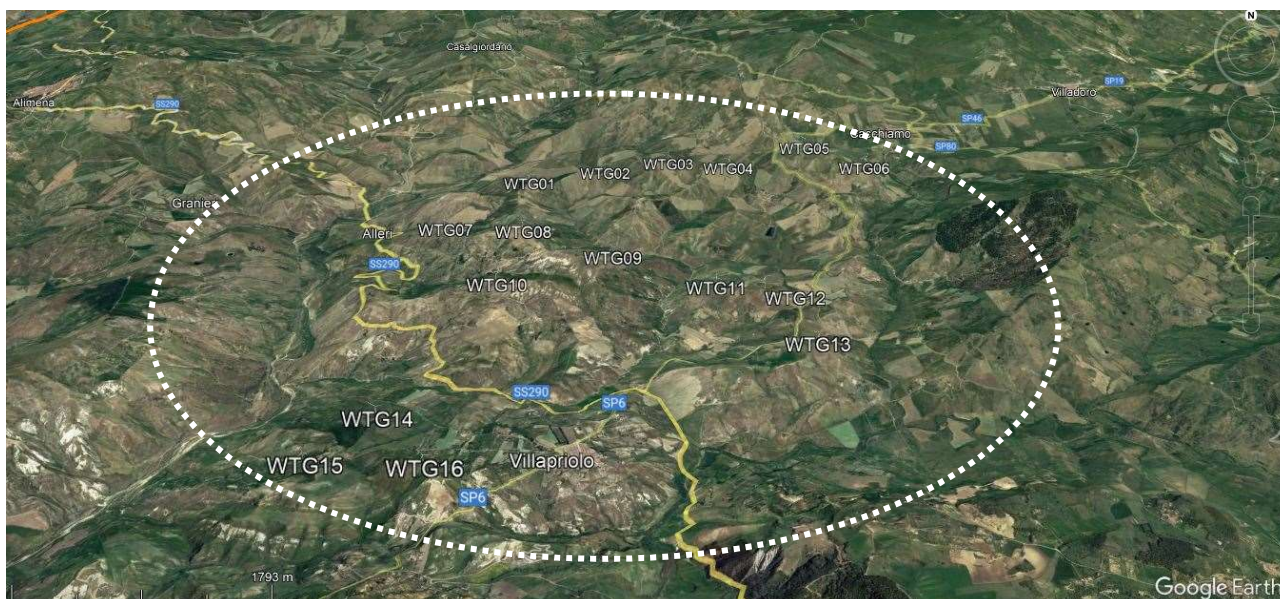 N
Casalgiordano
SP19
Villadoro
Alimena
SS290
SP46
Cacchiamo
SP80
WTG05
WTG03
WTG04
WTG06
WTG02
WTG01
Granieri
Alleri
WTG07
WTG08
WTG09
SS290
WTG10
WTG11
WTG12
WTG13
SS290
SP6
WTG14
WTG15
WTG16
Villapriolo
SP6
1793 m
Google Earth